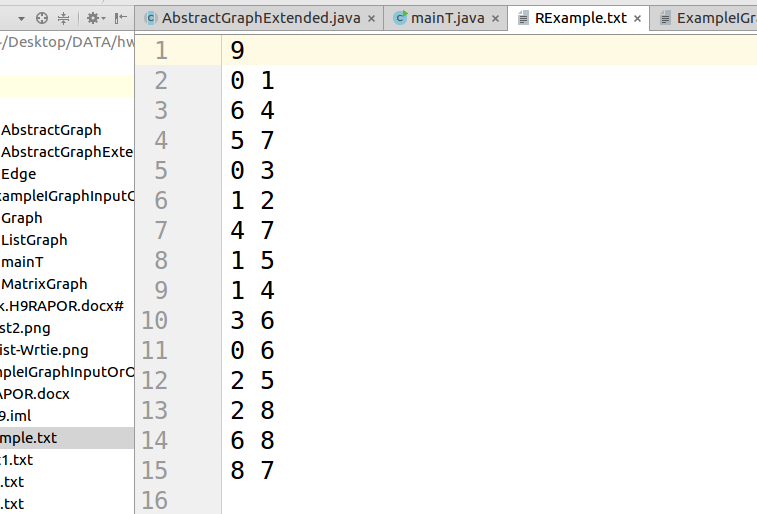 AbstractGraphExtended.java × mainT.java × RExample.txt × ExampleIGra
/Desktop/DATA/hw
AbstractGraph
AbstractGraphExte
Edge
xampleIGraphInputO
Graph
ListGraph
mainT
MatrixGraph
k.H9RAPOR.docx#
st2.png
ist-Wrtie.png
mpleIGraphInputOrO
APOR.docx
9.iml
mple.txt
t1.txt
.txt
.txt
1 9
2 0 1
3 6 4
4 5 7
5 0 3
6 1 2
7 4 7
8 1 5
9 1 4
10 3 6
11 0 6
12 2 5
13 2 8
14 6 8
15 8 7
16